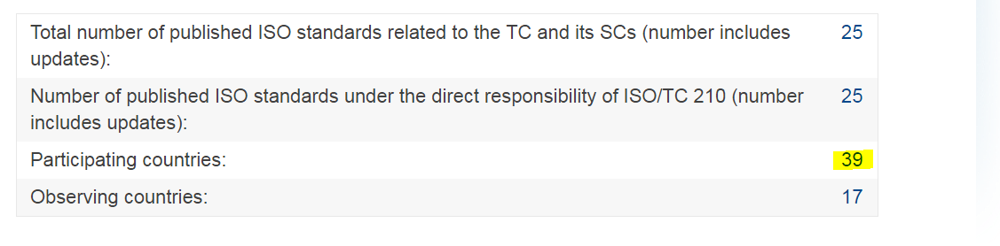 Total number of published ISO standards related to the TC and its SCs (number includes 25
updates):
Number of published ISO standards under the direct responsibility of ISO/TC 210 (number 25
includes updates):
Participating countries: 39
Observing countries: 17